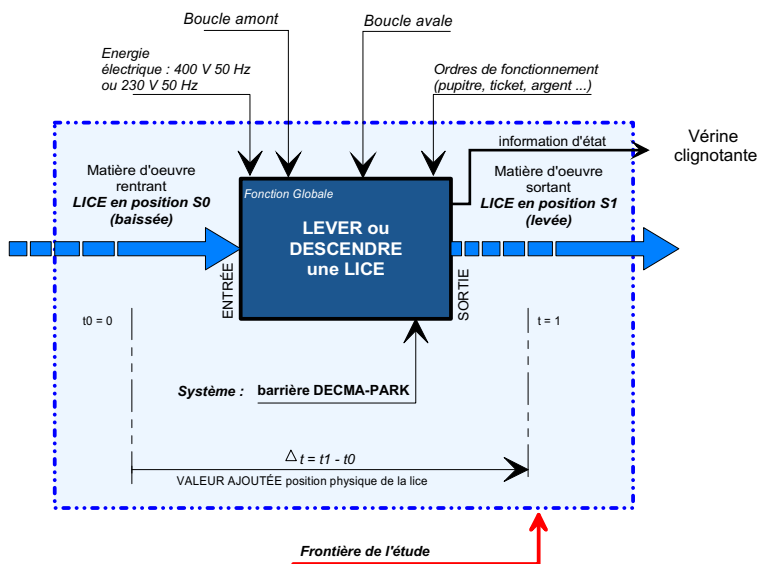 Boucle amont
Boucle avale
Energie
électrique : 400 V 50 Hz
ou 230 V 50 Hz
Ordres de fonctionnement
(pupitre, ticket, argent ...)
information d'état
Vérine
clignotante
Matière d'oeuvre
rentrant
LICE en position S0
(baissée)
Fonction Globale
LEVER ou
DESCENDRE
une LICE
Matière d'oeuvre
sortant
LICE en position S1
(levée)
ENTRÉE
SORTIE
t0 = 0
t = 1
Système : barrière DECMA-PARK
Δ t = t1 - t0
VALEUR AJOUTÉE position physique de la lice
Frontière de l'étude